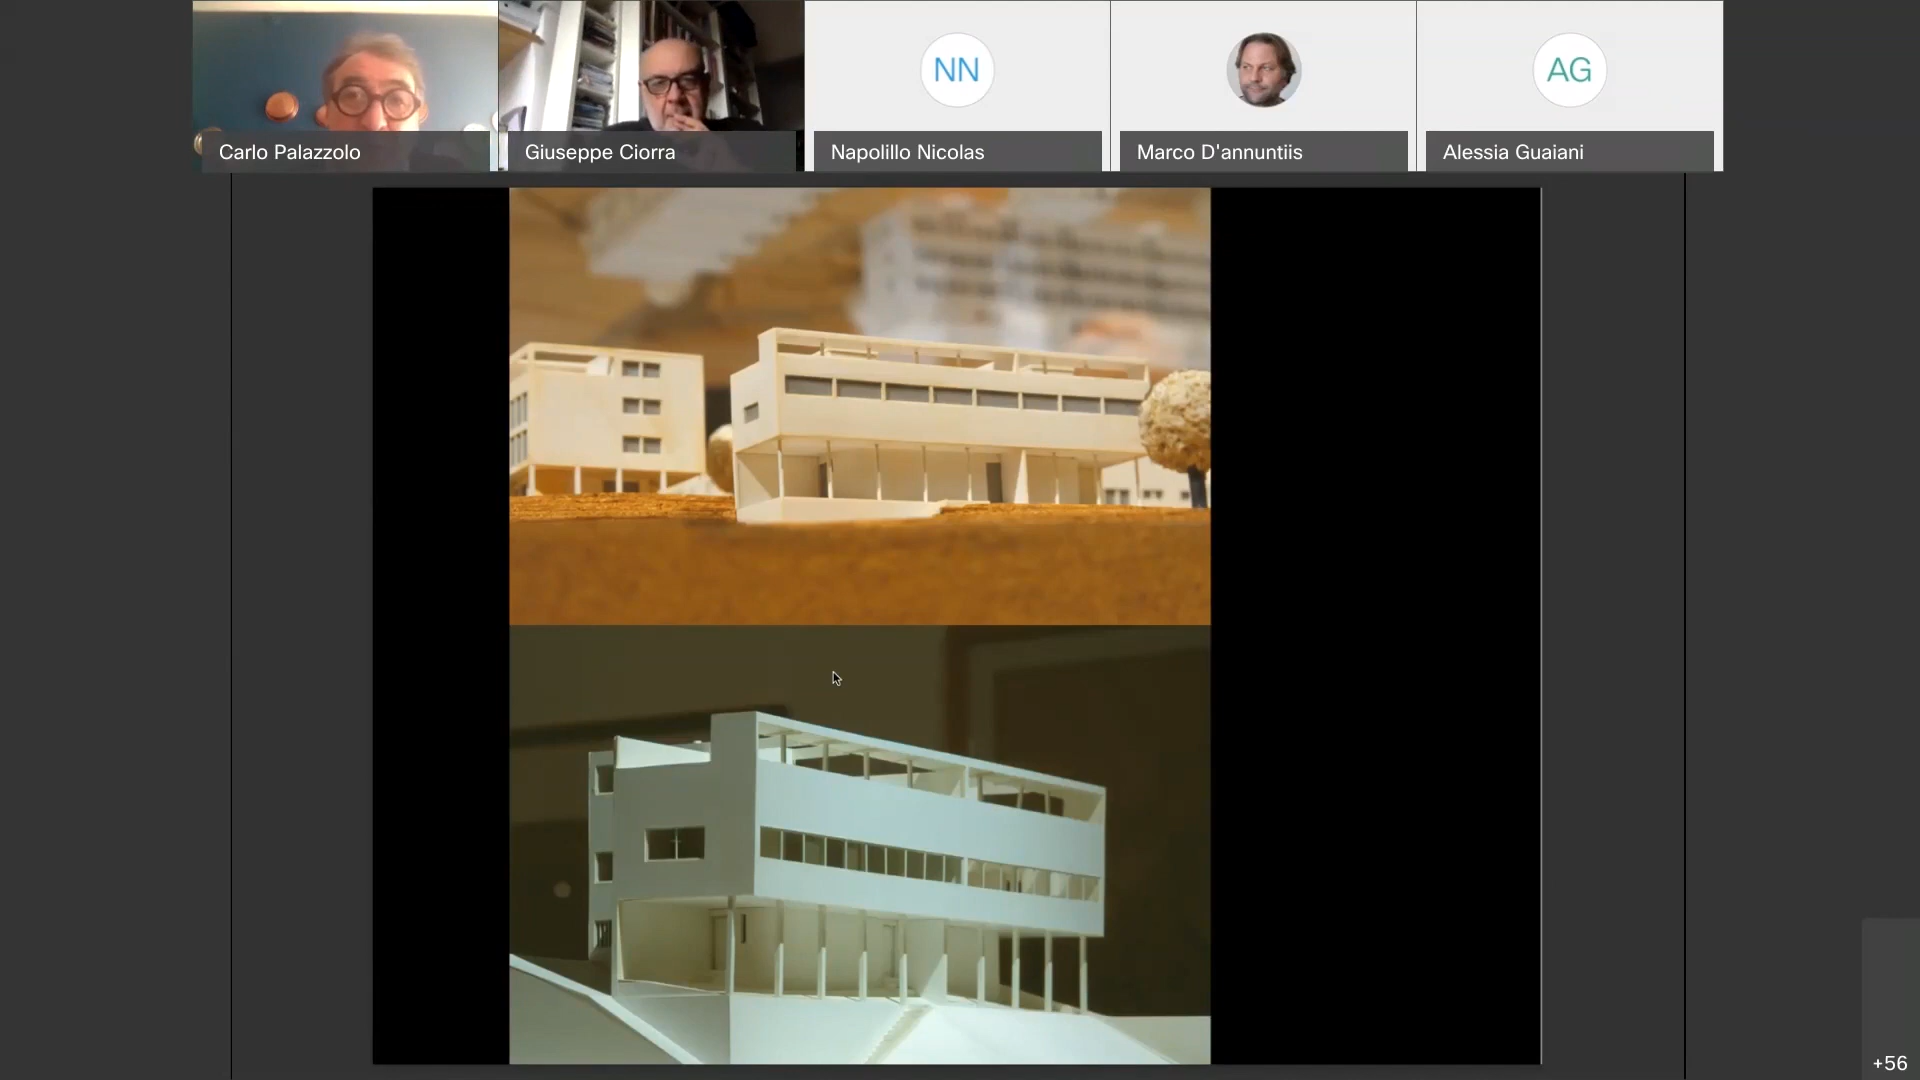 Carlo Palazzolo
Giuseppe Ciorra
NN
Napolillo Nicolas
Marco D'annuntiis
AG
Alessia Guaiani
+56